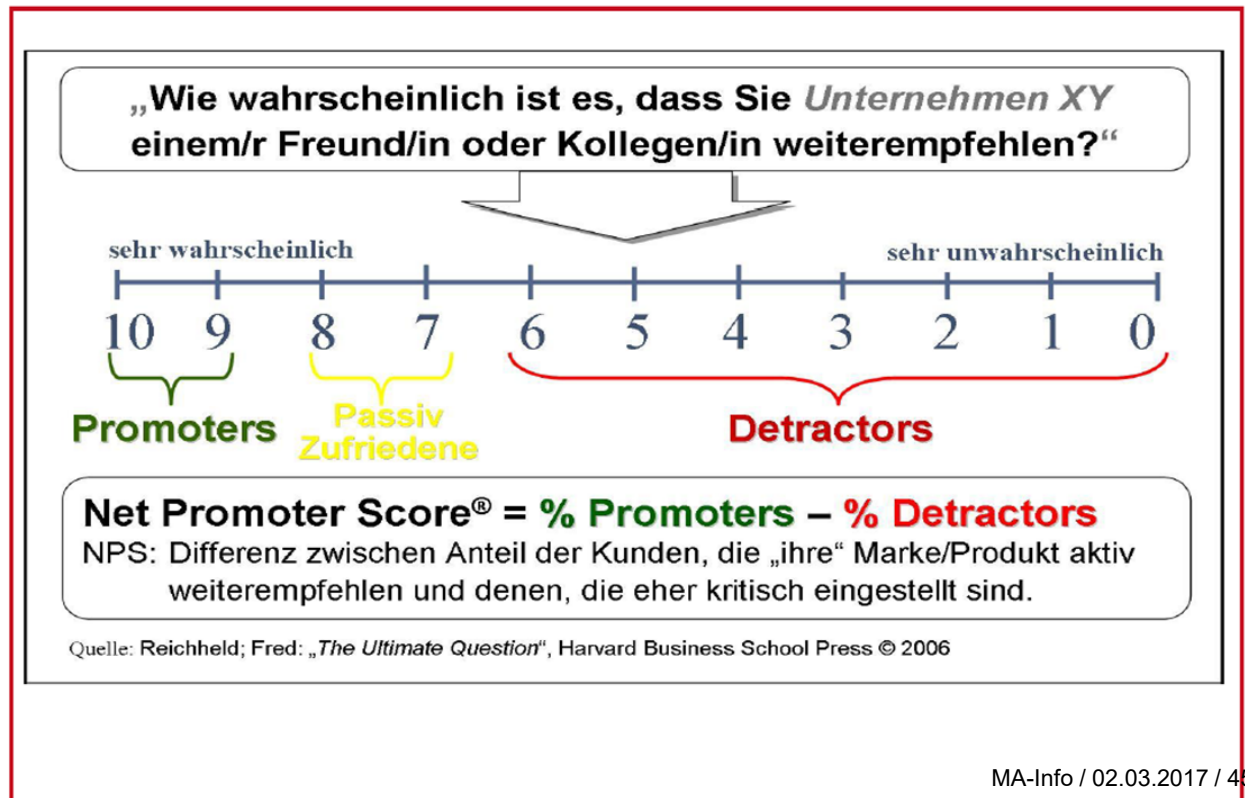 „Wie wahrscheinlich ist es, dass Sie Unternehmen XY
einem/r Freund/in oder Kollegen/in weiterempfehlen?“
sehr wahrscheinlich sehr unwahrscheinlich
10 9 8 7 6 5 4 3 2 1 0
Promoters Passiv Detractors
Zufriedene
Net Promoter Score® = % Promoters – % Detractors
NPS: Differenz zwischen Anteil der Kunden, die „ihre“ Marke/Produkt aktiv
weiterempfehlen und denen, die eher kritisch eingestellt sind.
Quelle: Reichheld; Fred: „The Ultimate Question“, Harvard Business School Press © 2006
MA-Info / 02.03.2017 /